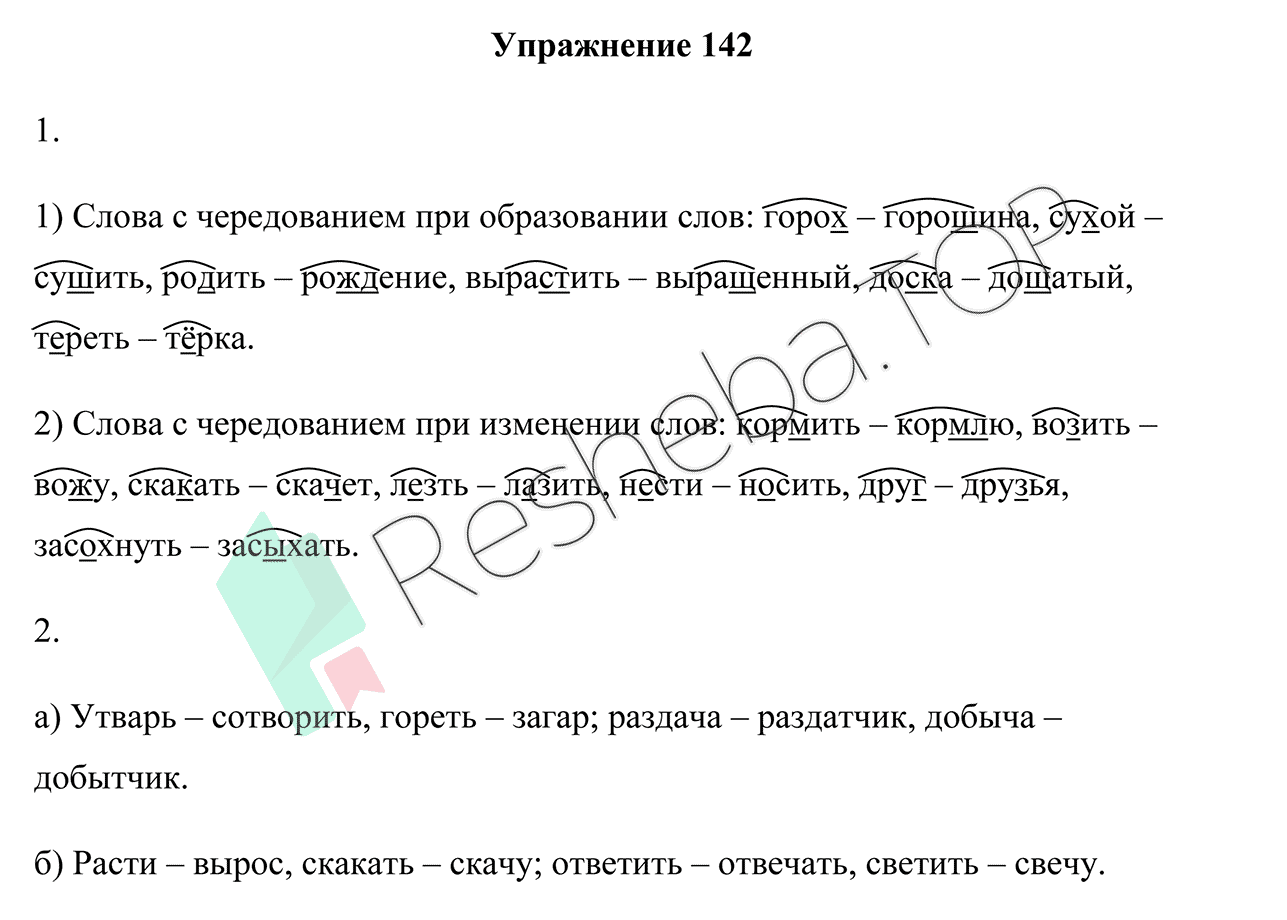 Упражнение 142
1.
1) Слова с чередованием при образовании слов: горох – горошина, сухой –
сушить, родить – рождение, вырастить – выращенный, доска – дощатый,
тереть – тёрка.
2) Слова с чередованием при изменении слов: кормить – кормлю, возить –
вожу, скакать – скачет, лезть – лазить, нести – носить, друг – друзья,
засохнуть – засыхать.
2.
а) Утварь – сотворить, гореть – загар; раздача – раздатчик, добыча –
добытчик.
б) Расти – вырос, скакать – скачу; ответить – отвечать, светить – свечу.
Resheba.TOP